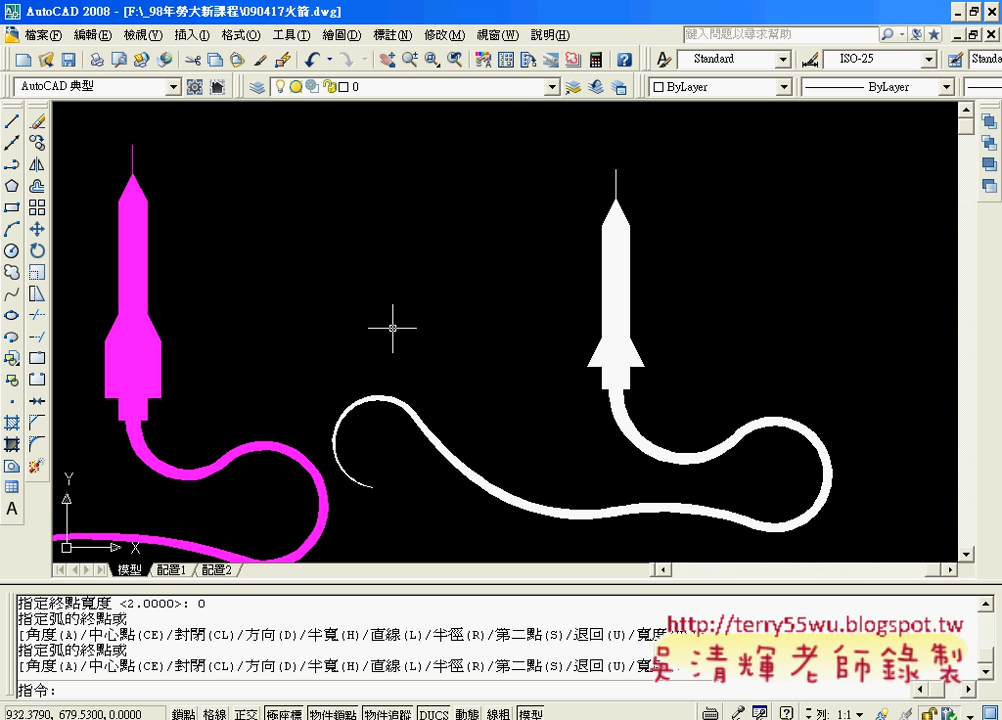 AutoCAD 2008 - [F:\_98年勞大新課程\090417火箭.dwg]
檔案(F) 編輯(E) 檢視(V) 插入(I) 格式(O) 工具(T) 繪圖(D) 標註(N) 修改(M) 視窗(W) 說明(H) 鍵入問題以尋求幫助
Standard ISO-25 Standa
AutoCAD 典型 0 ByLayer ByLayer
A
Y
X
模型 配置1 配置2
指定終點寬度 <2.0000>: 0
指定弧的終點或
[角度(A)/中心點(CE)/封閉(CL)/方向(D)/半寬(H)/直線(L)/半徑(R)/第二點(S)/退回(U)/寬度
指定弧的終點或
[角度(A)/中心點(CE)/封閉(CL)/方向(D)/半寬(H)/直線(L)/半徑(R)/第二點(S)/退回(U)/寬
http://terry55wu.blogspot.tw
吳清輝老師錄製
指令:
932.3790, 679.5300, 0.0000 鎖點 格線 正交 極座標 物件鎖點 物件追蹤 DUCS 動態 線粗 模型 1:1